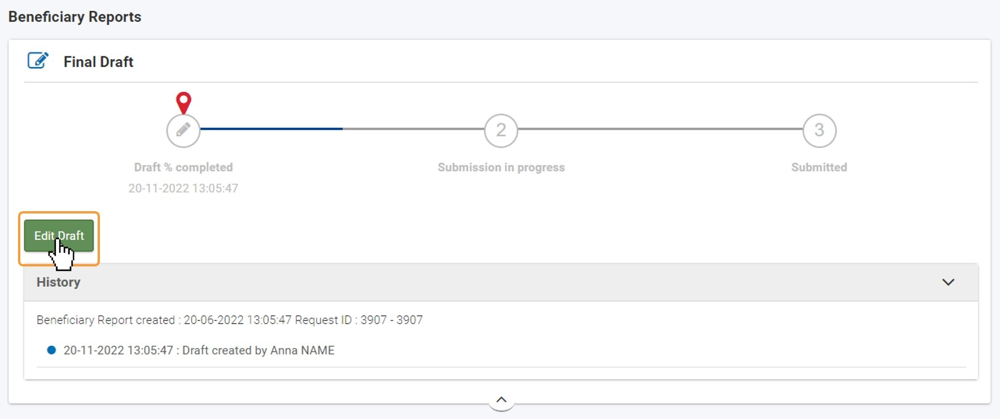 Beneficiary Reports
Final Draft
2
3
Draft % completed
Submission in progress
Submitted
20-11-2022 13:05:47
Edit Draft
History
Beneficiary Report created : 20-06-2022 13:05:47 Request ID : 3907 - 3907
20-11-2022 13:05:47 : Draft created by Anna NAME